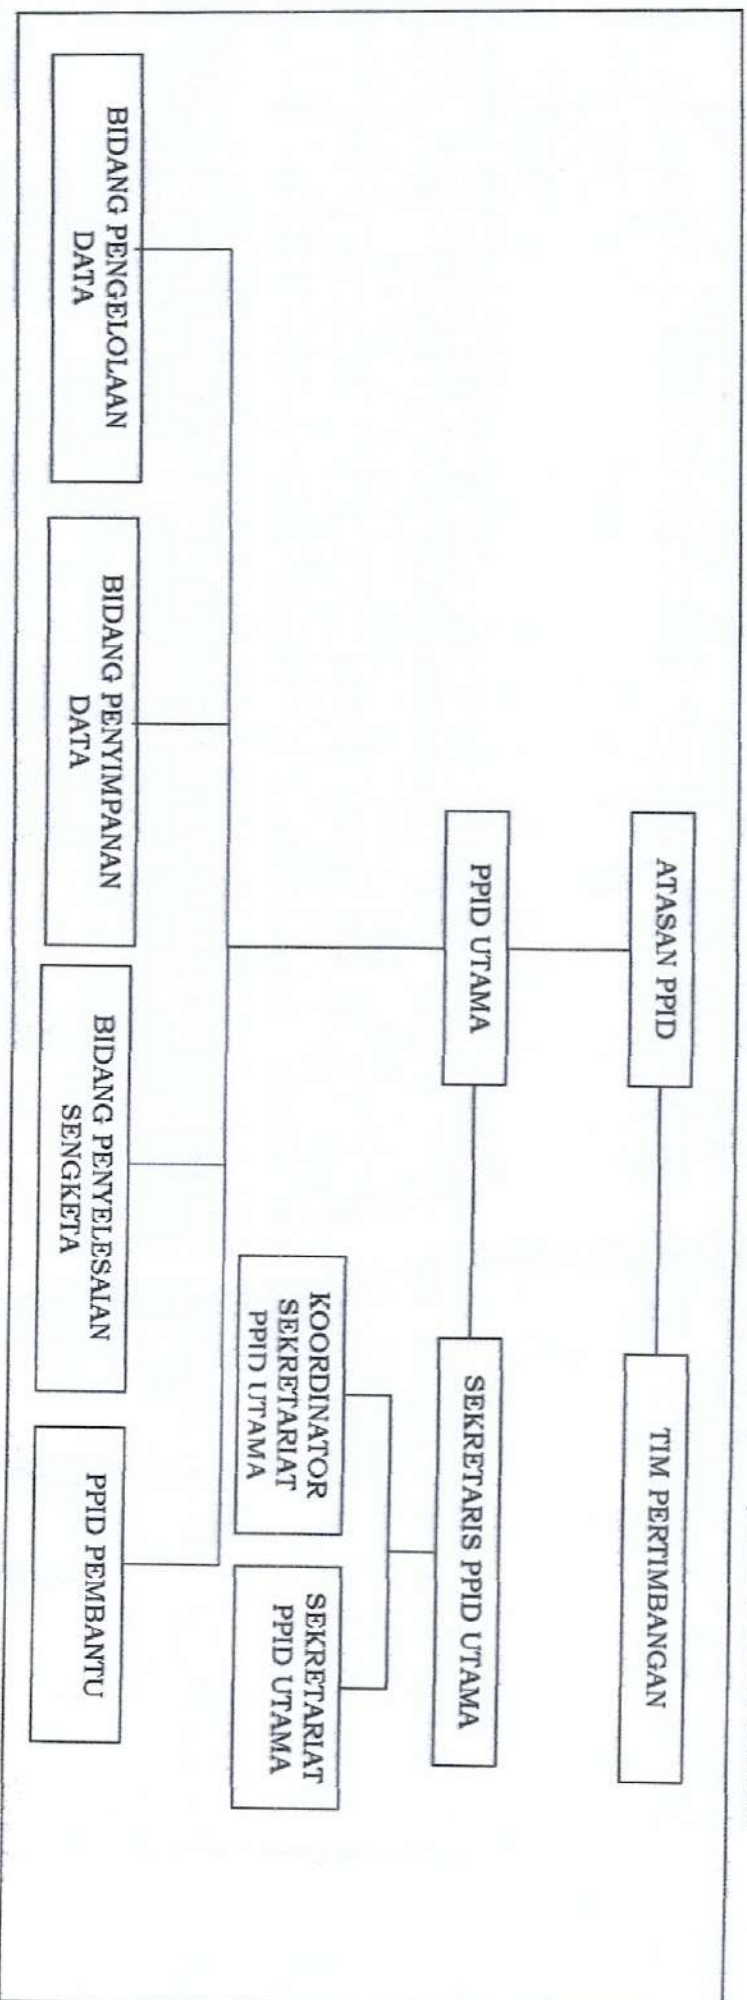 ATASAN PPID
TIM PERTIMBANGAN
PPID UTAMA
SEKRETARIS PPID UTAMA
KOORDINATOR
SEKRETARIAT
PPID UTAMA
SEKRETARIAT
PPID UTAMA
BIDANG PENGELOLAAN
DATA
BIDANG PENYIMPANAN
DATA
BIDANG PENYELESAIAN
SENGKETA
PPID PEMBANTU